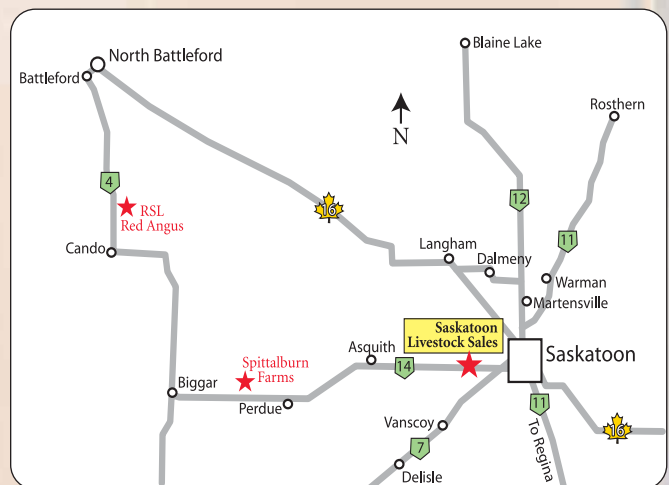 Blaine Lake
North Battleford
Battleford
Rosthern
N
4
16
12
RSL
Red Angus
11
Cando
Langham
Dalmeny
Warman
Martensville
Saskatoon
Livestock Sales
Asquith
Saskatoon
14
Spittalburn
Farms
Biggar
Perdue
11
Vanscoy
16
7
To Regina
Delisle